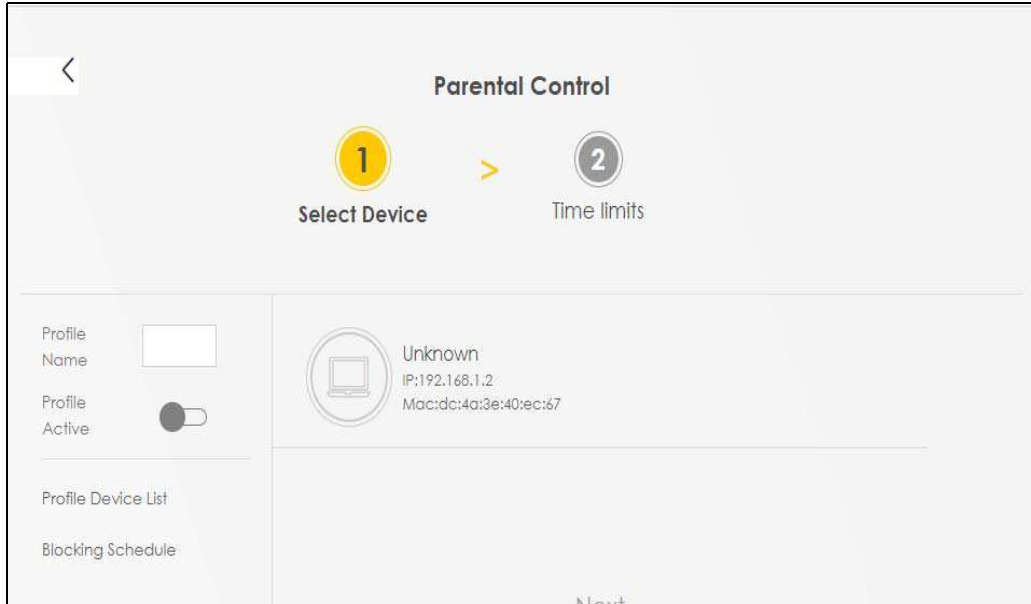 Parental Control
1
>
2
Select Device
Time limits
Profile
Name
Profile
Active
Profile Device List
Blocking Schedule
Unknown
IP:192.168.1.2
Mac:dc:4a:3e:40:ec:67
Next